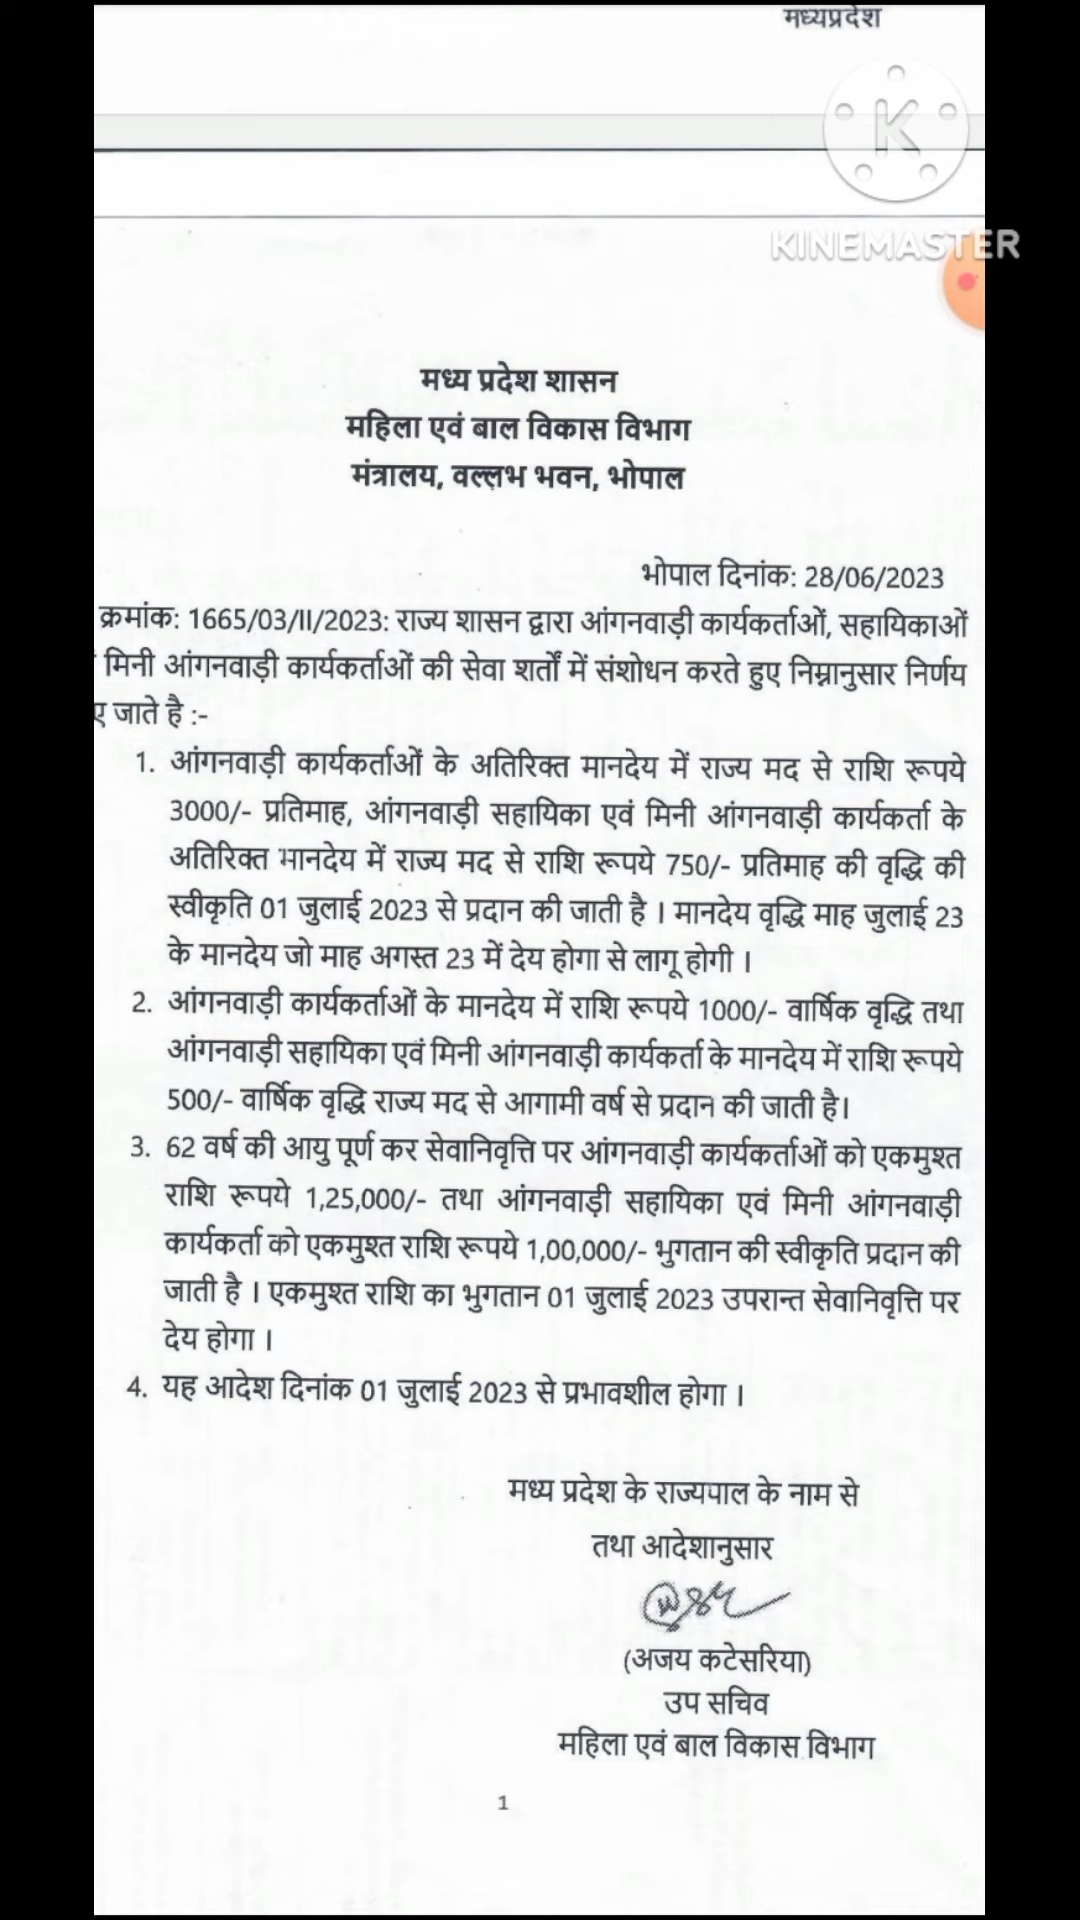 मध्यप्रदेश
KINEMASTER
मध्य प्रदेश शासन
महिला एवं बाल विकास विभाग
मंत्रालय, वल्लभ भवन, भोपाल
भोपाल दिनांक: 28/06/2023
क्रमांक: 1665/03/II/2023: राज्य शासन द्वारा आंगनवाड़ी कार्यकर्ताओं, सहायिकाओं
मिनी आंगनवाड़ी कार्यकर्ताओं की सेवा शर्तों में संशोधन करते हुए निम्नानुसार निर्णय
ए जाते है :-
1. आंगनवाड़ी कार्यकर्ताओं के अतिरिक्त मानदेय में राज्य मद से राशि रूपये
3000/- प्रतिमाह, आंगनवाड़ी सहायिका एवं मिनी आंगनवाड़ी कार्यकर्ता के
अतिरिक्त मानदेय में राज्य मद से राशि रूपये 750/- प्रतिमाह की वृद्धि की
स्वीकृति 01 जुलाई 2023 से प्रदान की जाती है । मानदेय वृद्धि माह जुलाई 23
के मानदेय जो माह अगस्त 23 में देय होगा से लागू होगी ।
2. आंगनवाड़ी कार्यकर्ताओं के मानदेय में राशि रूपये 1000/- वार्षिक वृद्धि तथा
आंगनवाड़ी सहायिका एवं मिनी आंगनवाड़ी कार्यकर्ता के मानदेय में राशि रूपये
500/- वार्षिक वृद्धि राज्य मद से आगामी वर्ष से प्रदान की जाती है।
3. 62 वर्ष की आयु पूर्ण कर सेवानिवृत्ति पर आंगनवाड़ी कार्यकर्ताओं को एकमुश्त
राशि रूपये 1,25,000/- तथा आंगनवाड़ी सहायिका एवं मिनी आंगनवाड़ी
कार्यकर्ता को एकमुश्त राशि रूपये 1,00,000/- भुगतान की स्वीकृति प्रदान की
जाती है । एकमुश्त राशि का भुगतान 01 जुलाई 2023 उपरान्त सेवानिवृत्ति पर
देय होगा ।
4. यह आदेश दिनांक 01 जुलाई 2023 से प्रभावशील होगा ।
मध्य प्रदेश के राज्यपाल के नाम से
तथा आदेशानुसार
(अजय कटेसरिया)
उप सचिव
महिला एवं बाल विकास विभाग
1